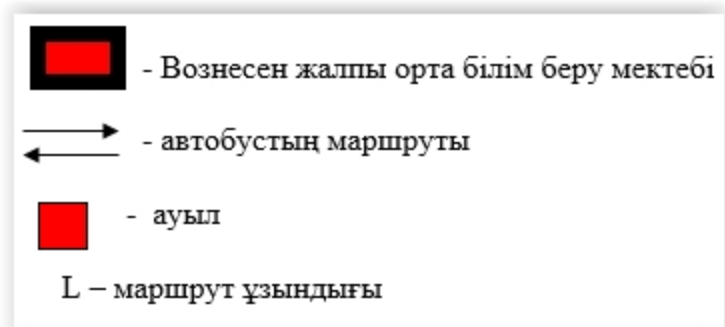 - Вознесен жалпы орта білім беру мектебі
- автобустың маршруты
- ауыл
L – маршрут ұзындығы